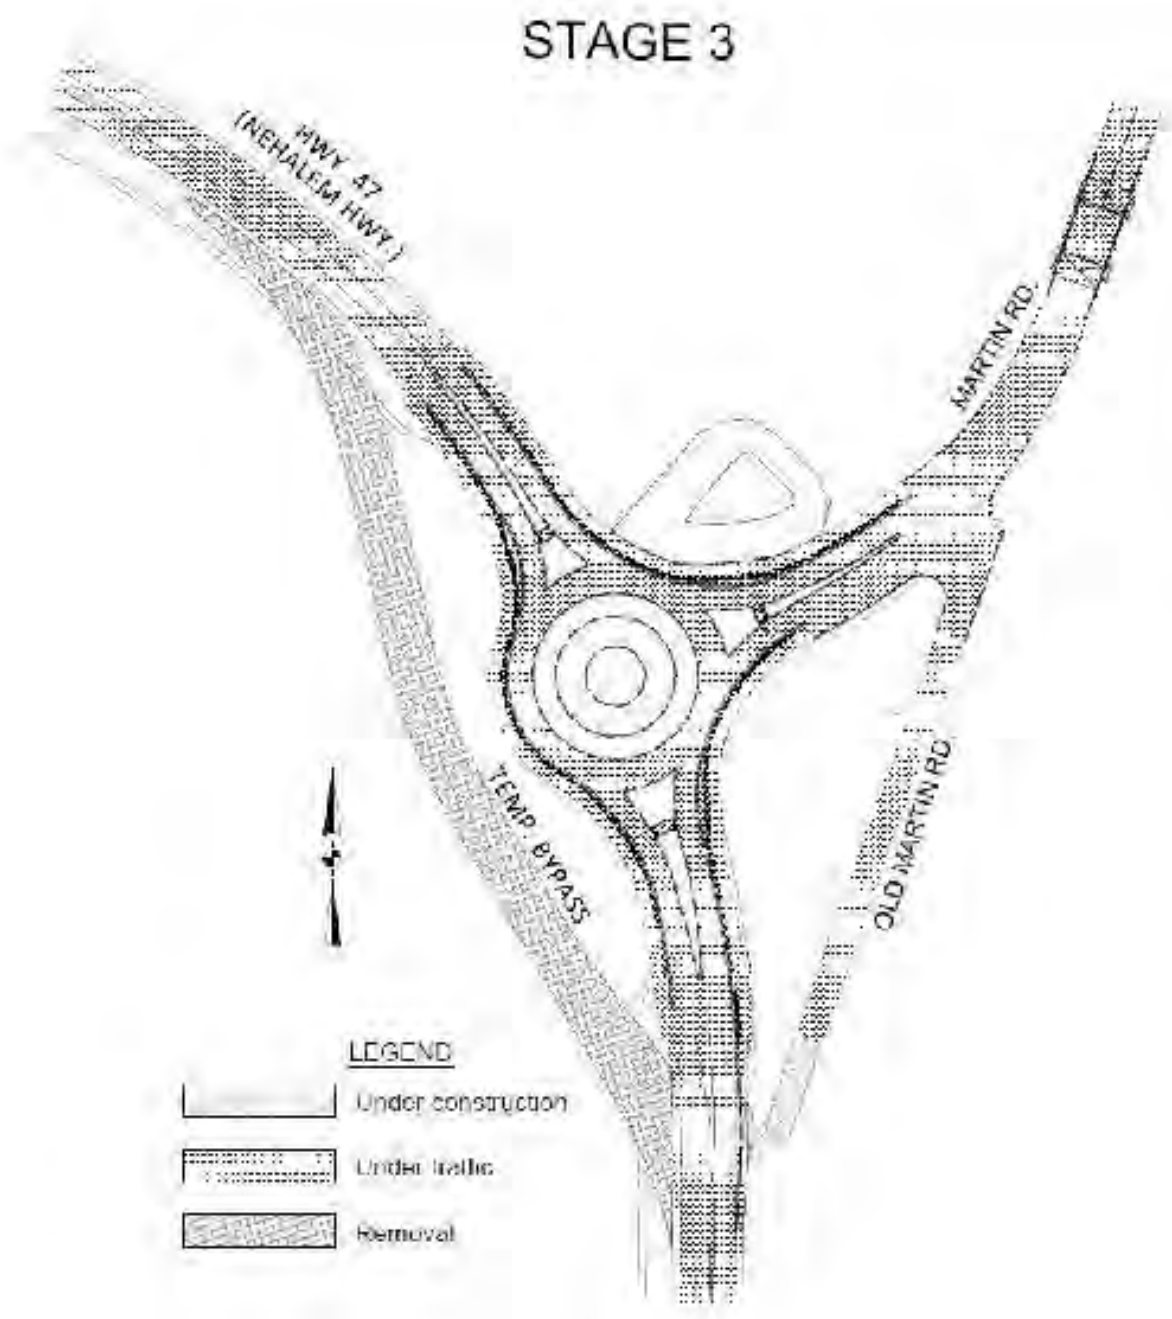 STAGE 3
HWY. 47
(NEHALEM HWY.)
MARTIN RD.
TEMP. BYPASS
OLD MARTIN RD
LEGEND
Under construction
Under traffic
Removal